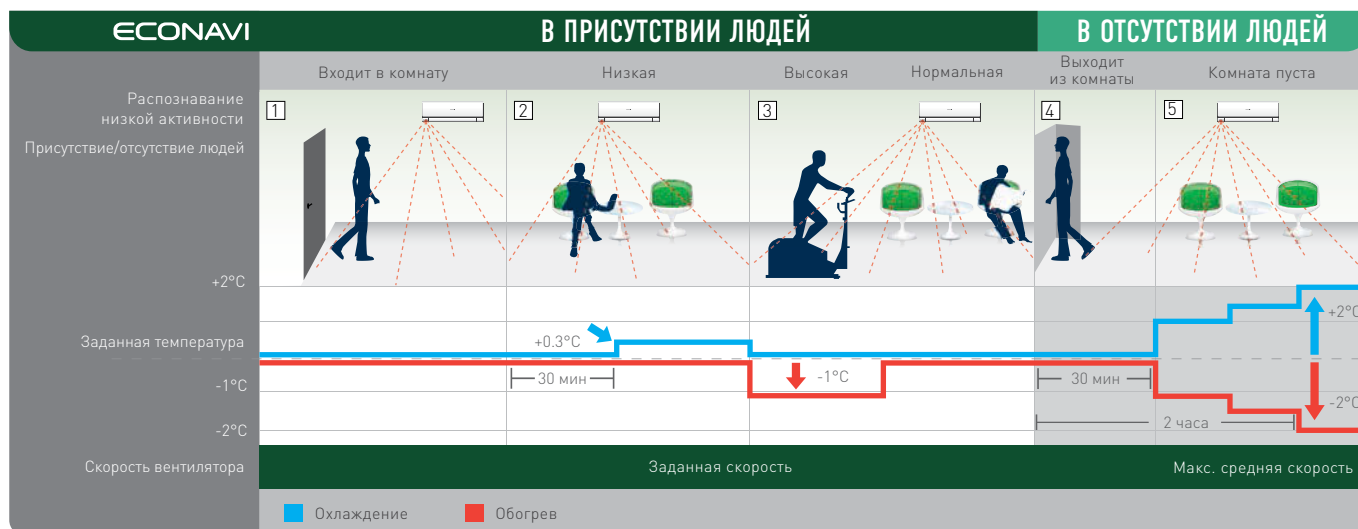 ECONAVI
В ПРИСУТСТВИИ ЛЮДЕЙ
В ОТСУТСТВИИ ЛЮДЕЙ
Входит в комнату
Низкая
Высокая
Нормальная
Выходит
из комнаты
Комната пуста
Распознавание
низкой активности
Присутствие/отсутствие людей
1
2
3
4
5
+2°C
+2°C
Заданная температура
+0.3°C
30 мин
-1°C
30 мин
-1°C
-2°C
-2°C
2 часа
Скорость вентилятора
Заданная скорость
Макс. средняя скорость
Охлаждение
Обогрев